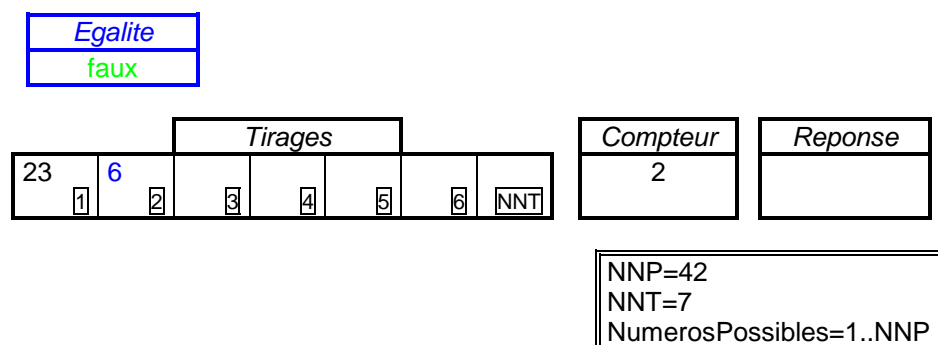 Egalite
faux
Tirages Compteur Reponse
23 6 2
1 2 3 4 5 6 NNT
NNP=42
NNT=7
NumerosPossibles=1..NNP